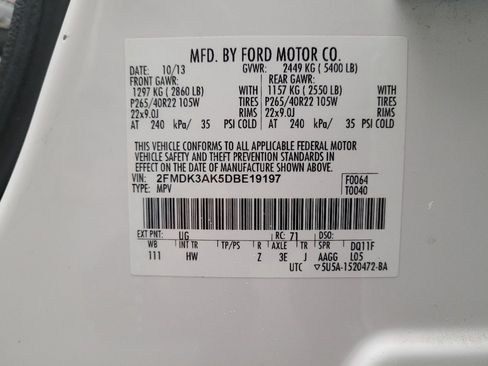 MFD. BY FORD MOTOR CO.
DATE: 10/13 GVWR: 2449 KG ( 5400 LB)
FRONT GAWR: REAR GAWR:
1297 KG ( 2860 LB) WITH 1157 KG ( 2550 LB) WITH
P265/40R22 105W TIRES P265/40R22 105W TIRES
22x9.0J RIMS 22x9.0J RIMS
AT 240 kPa/ 35 PSI COLD AT 240 kPa/ 35 PSI COLD
THIS VEHICLE CONFORMS TO ALL APPLICABLE FEDERAL MOTOR
VEHICLE SAFETY AND THEFT PREVENTION STANDARDS IN
EFFECT ON THE DATE OF MANUFACTURE SHOWN ABOVE.
VIN: 2FMDK3AK5DBE19197 F0064
TYPE: MPV T0040
EXT PNT: UG RC: 71 DSO:
WB INT TR TP/PS R AXLE TR SPR DQ11F
111 HW Z 3E J AAGG L05
UTC ▽5U5A-1520472-BA